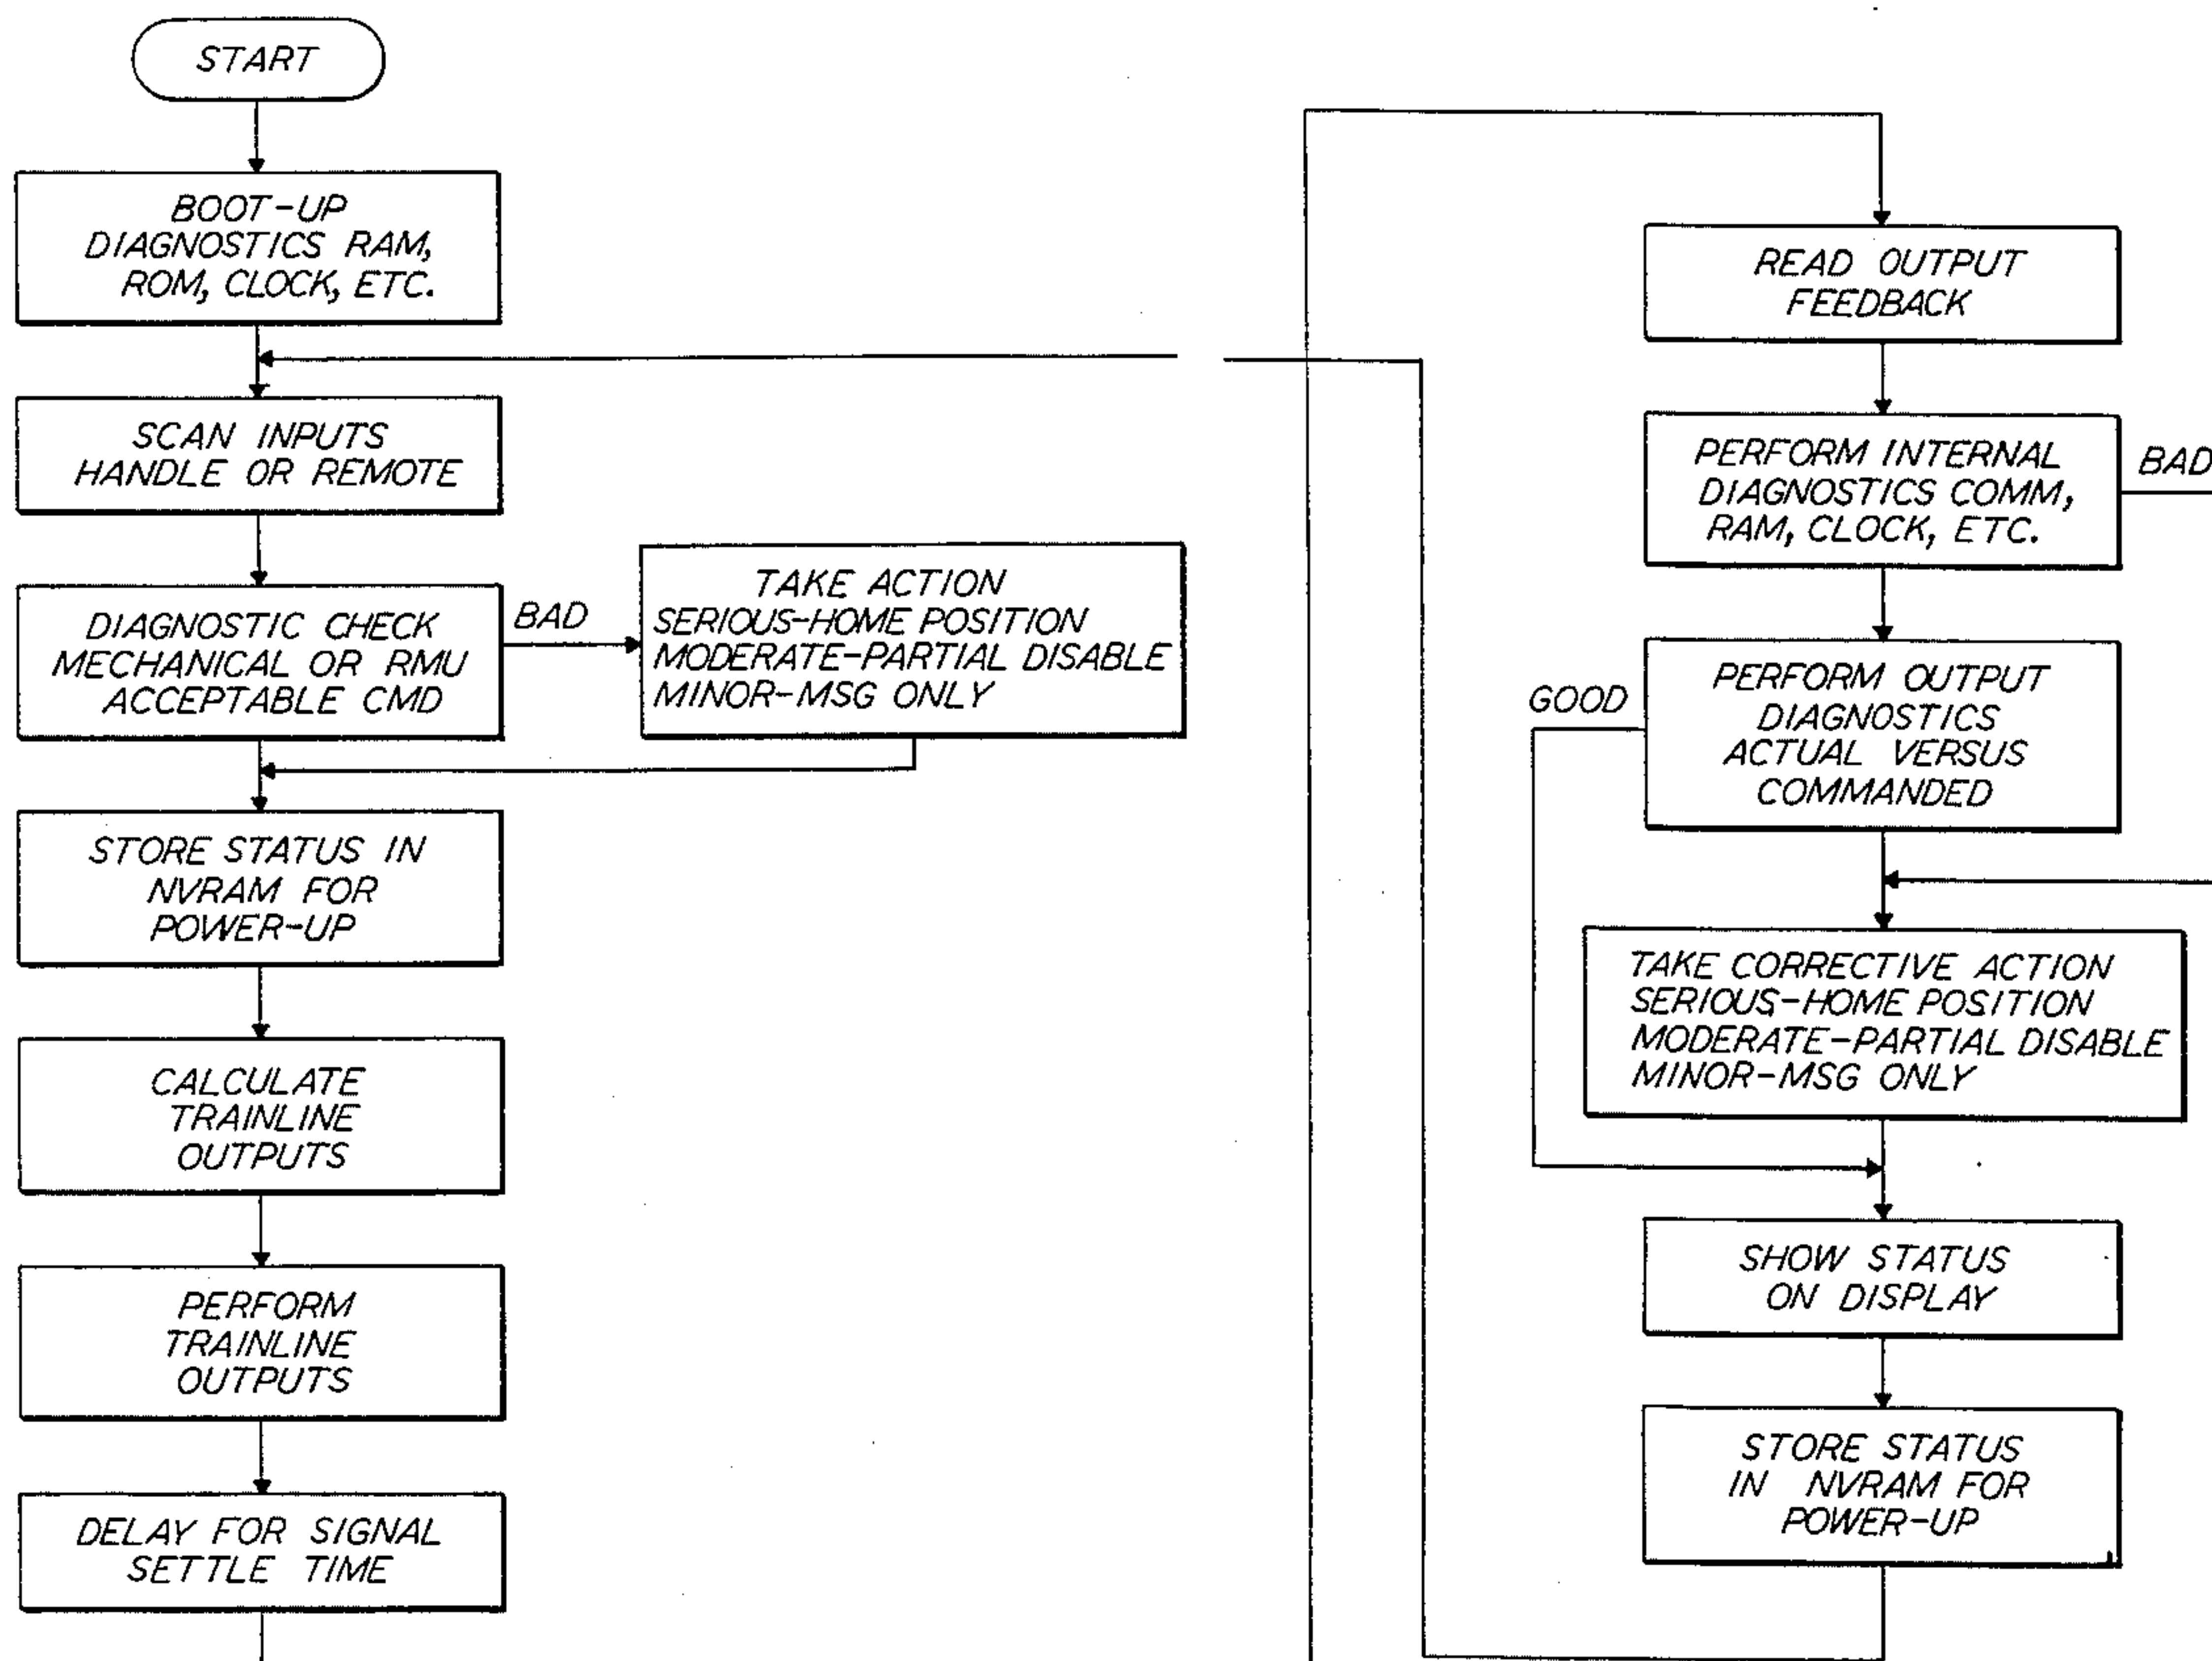 START
BOOT-UP
DIAGNOSTICS RAM,
ROM, CLOCK, ETC.
SCAN INPUTS
HANDLE OR REMOTE
DIAGNOSTIC CHECK
MECHANICAL OR RMU
ACCEPTABLE CMD
BAD
TAKE ACTION
SERIOUS-HOME POSITION
MODERATE-PARTIAL DISABLE
MINOR-MSG ONLY
STORE STATUS IN
NVRAM FOR
POWER-UP
CALCULATE
TRAINLINE
OUTPUTS
PERFORM
TRAINLINE
OUTPUTS
DELAY FOR SIGNAL
SETTLE TIME
READ OUTPUT
FEEDBACK
PERFORM INTERNAL
DIAGNOSTICS COMM,
RAM, CLOCK, ETC.
BAD
PERFORM OUTPUT
DIAGNOSTICS
ACTUAL VERSUS
COMMANDED
GOOD
TAKE CORRECTIVE ACTION
SERIOUS-HOME POSITION
MODERATE-PARTIAL DISABLE
MINOR-MSG ONLY
SHOW STATUS
ON DISPLAY
STORE STATUS
IN NVRAM FOR
POWER-UP